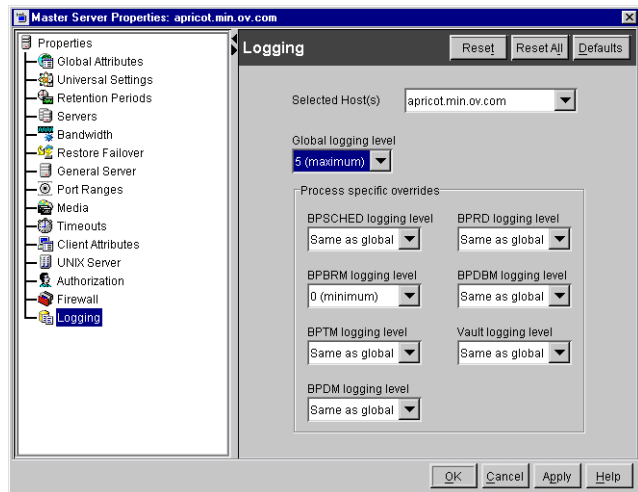 Master Server Properties: apricot.min.ov.com
Properties
Global Attributes
Universal Settings
Retention Periods
Servers
Bandwidth
Restore Failover
General Server
Port Ranges
Media
Timeouts
Client Attributes
UNIX Server
Authorization
Firewall
Logging
Logging
Reset Reset All Defaults
Selected Host(s) apricot.min.ov.com
Global logging level
5 (maximum)
Process specific overrides
BPSCHED logging level BPRD logging level
Same as global Same as global
BPBRM logging level BPDBM logging level
0 (minimum) Same as global
BPTM logging level Vault logging level
Same as global Same as global
BPDM logging level
Same as global
OK Cancel Apply Help